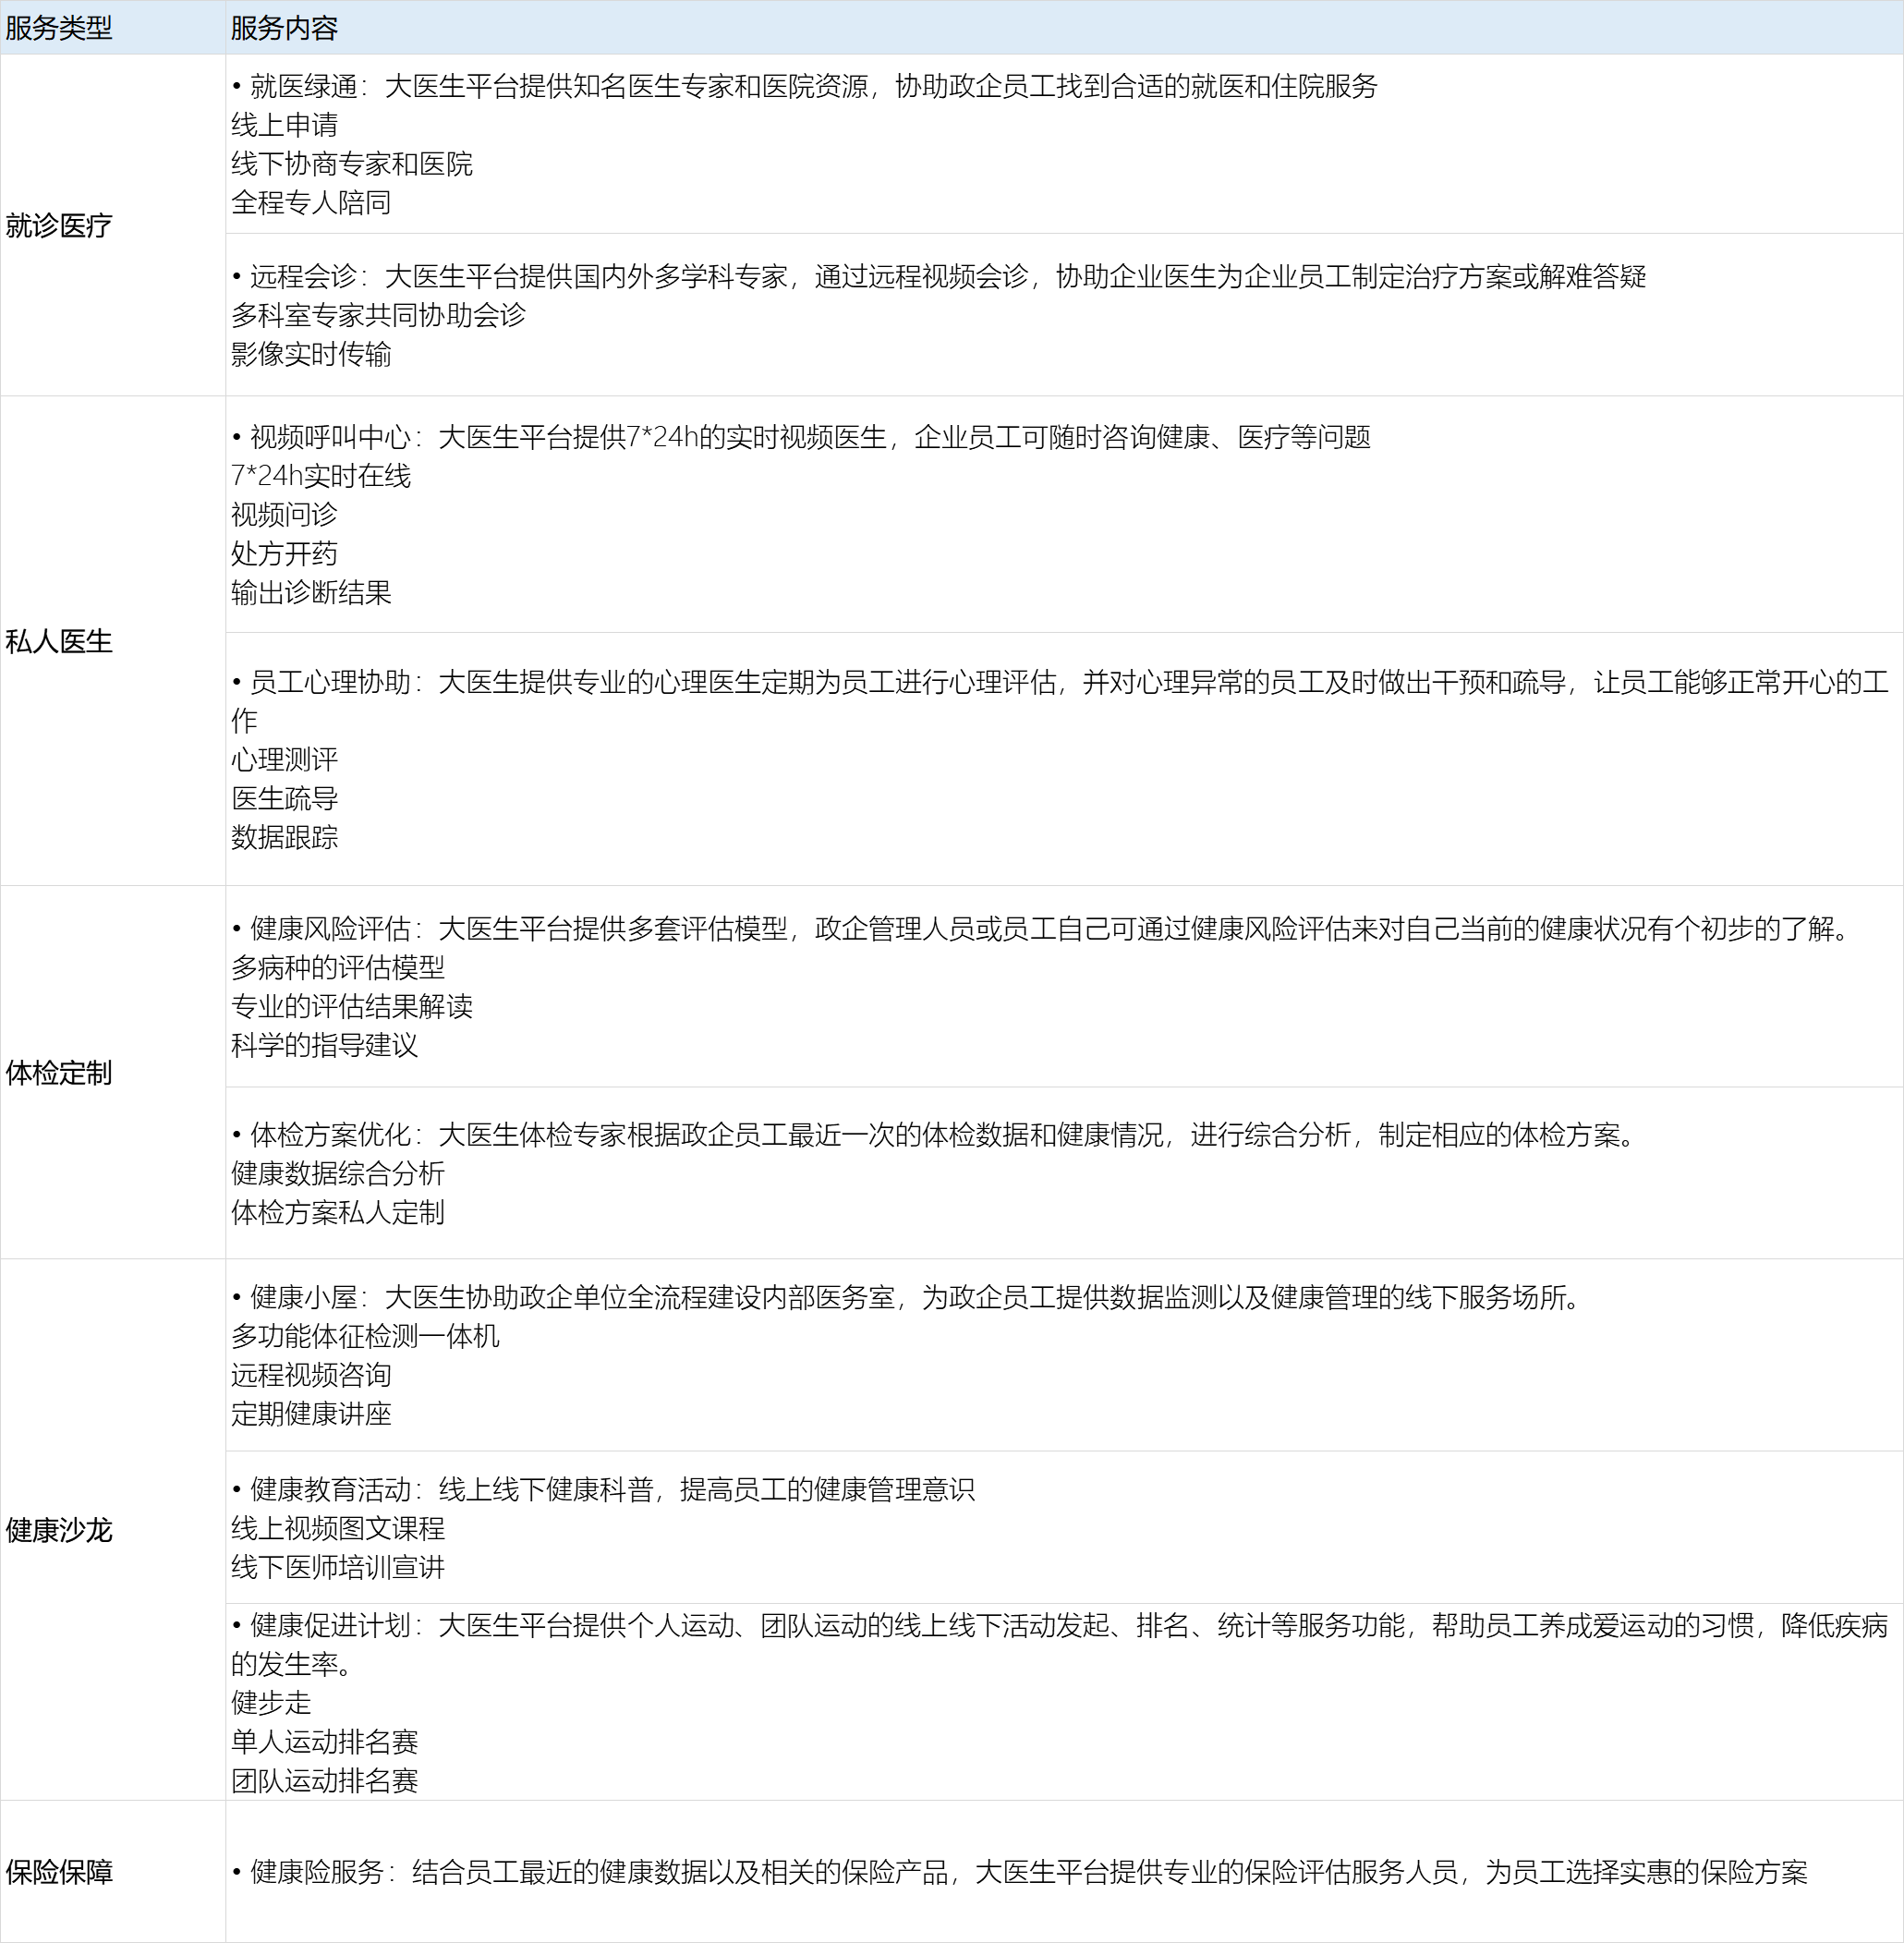 服务类型
服务内容
就诊医疗
• 就医绿通：大医生平台提供知名医生专家和医院资源，协助政企员工找到合适的就医和住院服务
线上申请
线下协商专家和医院
全程专人陪同
• 远程会诊：大医生平台提供国内外多学科专家，通过远程视频会诊，协助企业医生为企业员工制定治疗方案或解难答疑
多科室专家共同协助会诊
影像实时传输
私人医生
• 视频呼叫中心：大医生平台提供7*24h的实时视频医生，企业员工可随时咨询健康、医疗等问题
7*24h实时在线
视频问诊
处方开药
输出诊断结果
• 员工心理协助：大医生提供专业的心理医生定期为员工进行心理评估，并对心理异常的员工及时做出干预和疏导，让员工能够正常开心的工
作
心理测评
医生疏导
数据跟踪
体检定制
• 健康风险评估：大医生平台提供多套评估模型，政企管理人员或员工自己可通过健康风险评估来对自己当前的健康状况有个初步的了解。
多病种的评估模型
专业的评估结果解读
科学的指导建议
• 体检方案优化：大医生体检专家根据政企员工最近一次的体检数据和健康情况，进行综合分析，制定相应的体检方案。
健康数据综合分析
体检方案私人定制
健康沙龙
• 健康小屋：大医生协助政企单位全流程建设内部医务室，为政企员工提供数据监测以及健康管理的线下服务场所。
多功能体征检测一体机
远程视频咨询
定期健康讲座
• 健康教育活动：线上线下健康科普，提高员工的健康管理意识
线上视频图文课程
线下医师培训宣讲
• 健康促进计划：大医生平台提供个人运动、团队运动的线上线下活动发起、排名、统计等服务功能，帮助员工养成爱运动的习惯，降低疾病
的发生率。
健步走
单人运动排名赛
团队运动排名赛
保险保障
• 健康险服务：结合员工最近的健康数据以及相关的保险产品，大医生平台提供专业的保险评估服务人员，为员工选择实惠的保险方案